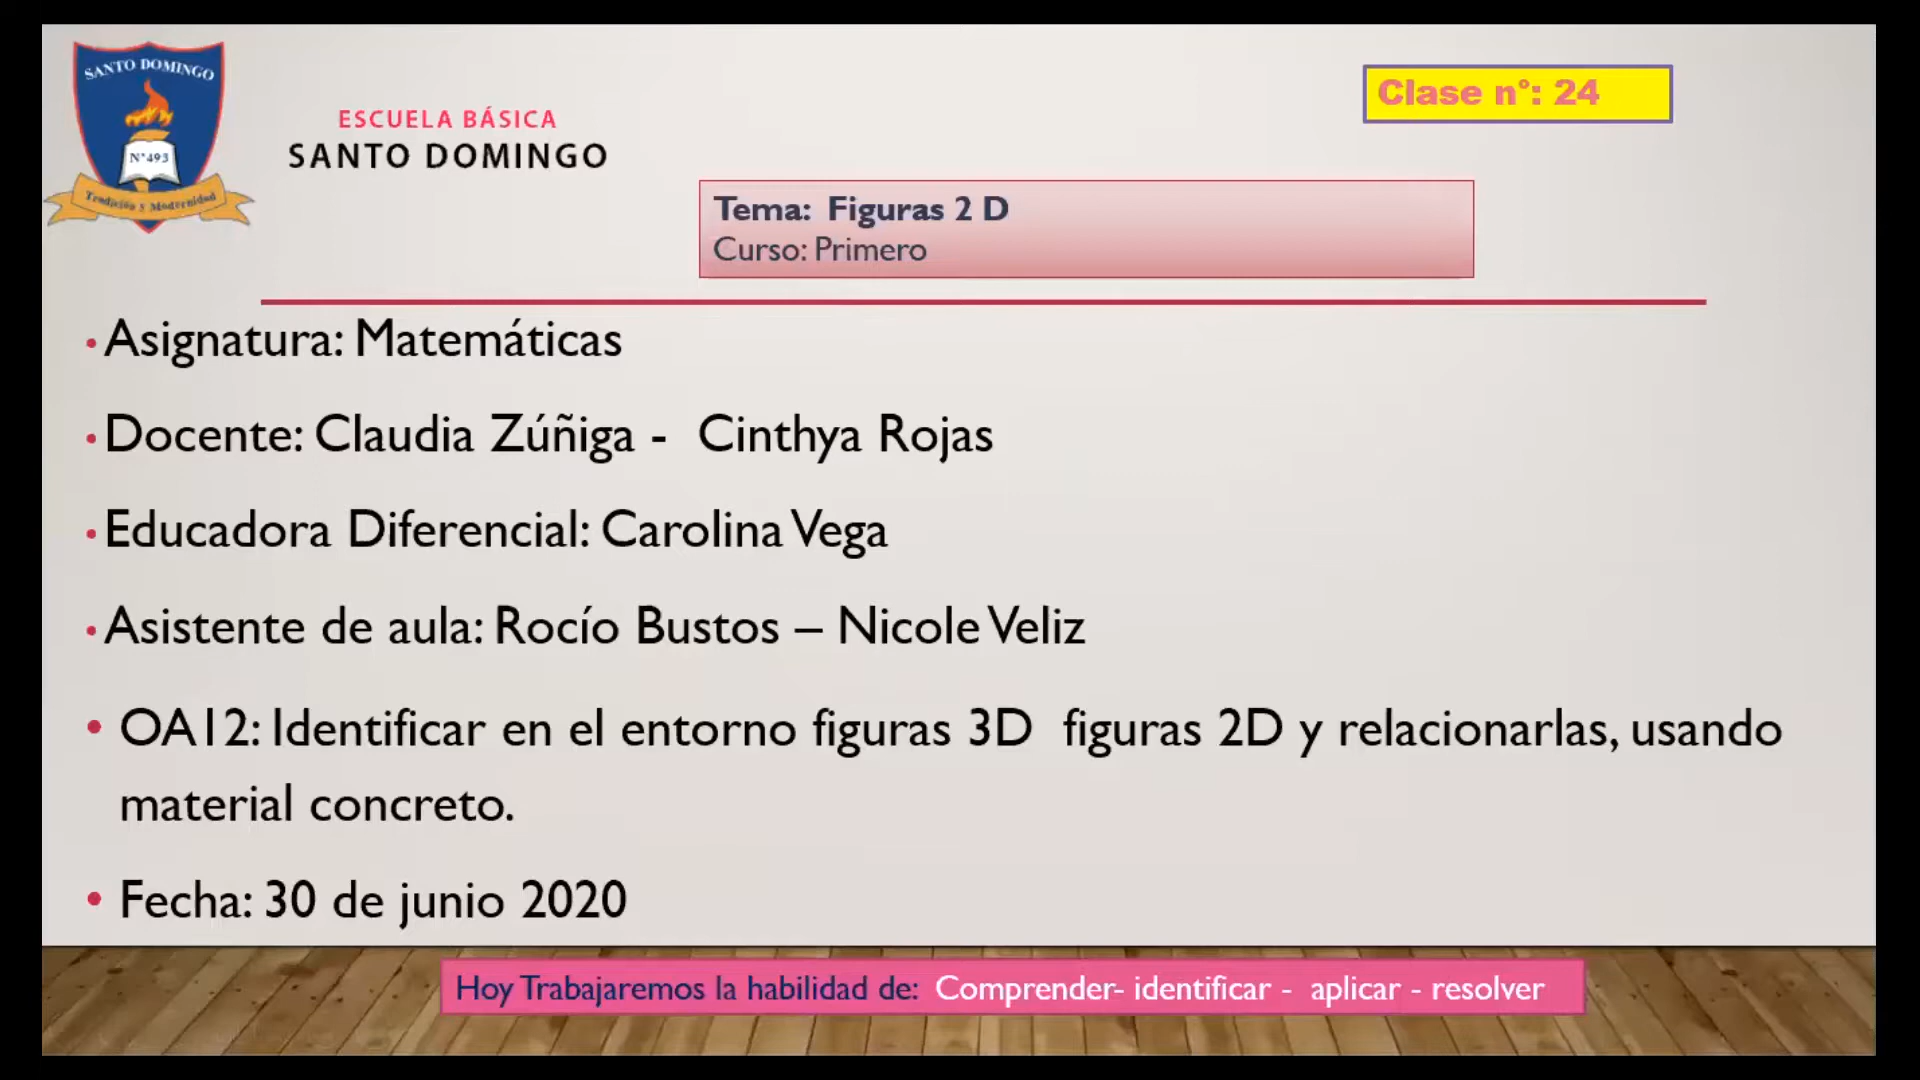 SANTO DOMINGO
N°493
Tradición y Modernidad
ESCUELA BÁSICA
SANTO DOMINGO
Clase n°: 24
Tema: Figuras 2 D
Curso: Primero
Asignatura: Matemáticas
Docente: Claudia Zúñiga - Cinthya Rojas
Educadora Diferencial: Carolina Vega
Asistente de aula: Rocío Bustos – Nicole Veliz
OA12: Identificar en el entorno figuras 3D figuras 2D y relacionarlas, usando
material concreto.
Fecha: 30 de junio 2020
Hoy Trabajaremos la habilidad de: Comprender- identificar - aplicar - resolver